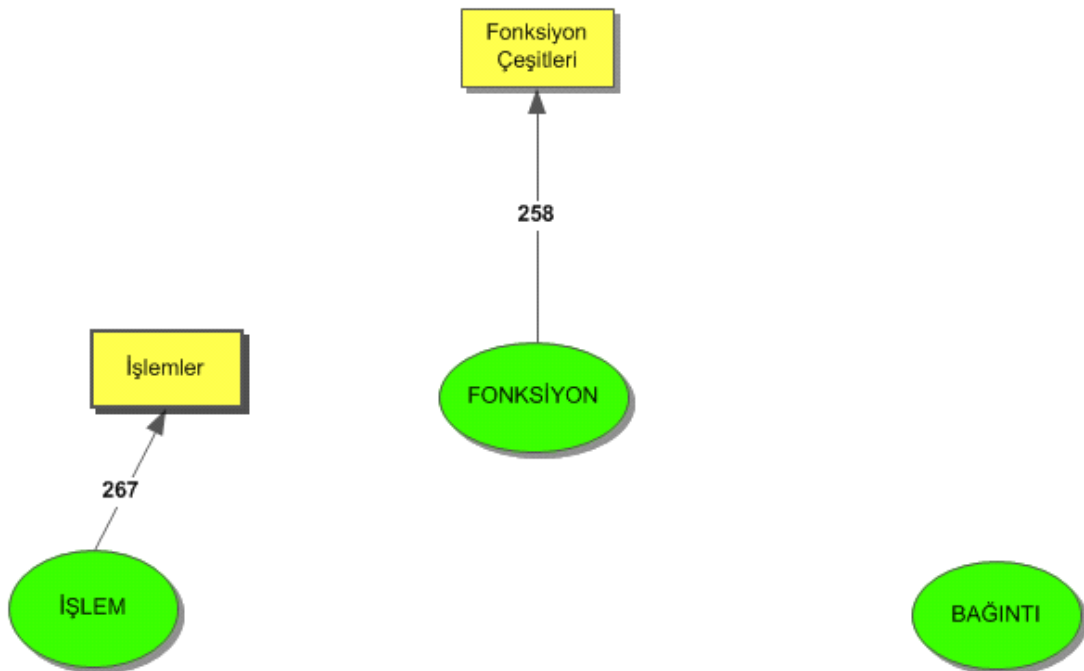 Fonksiyon
Çeşitleri
258
İşlemler
FONKSİYON
267
İŞLEM
BAĞINTI